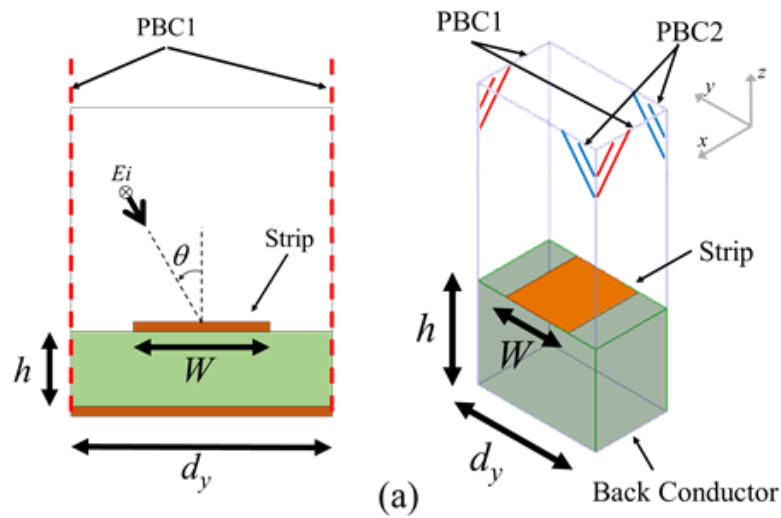 PBC1
Ei
θ
Strip
h
W
dy
(a)
PBC1
PBC2
z
y
x
Strip
h
W
dy
Back Conductor